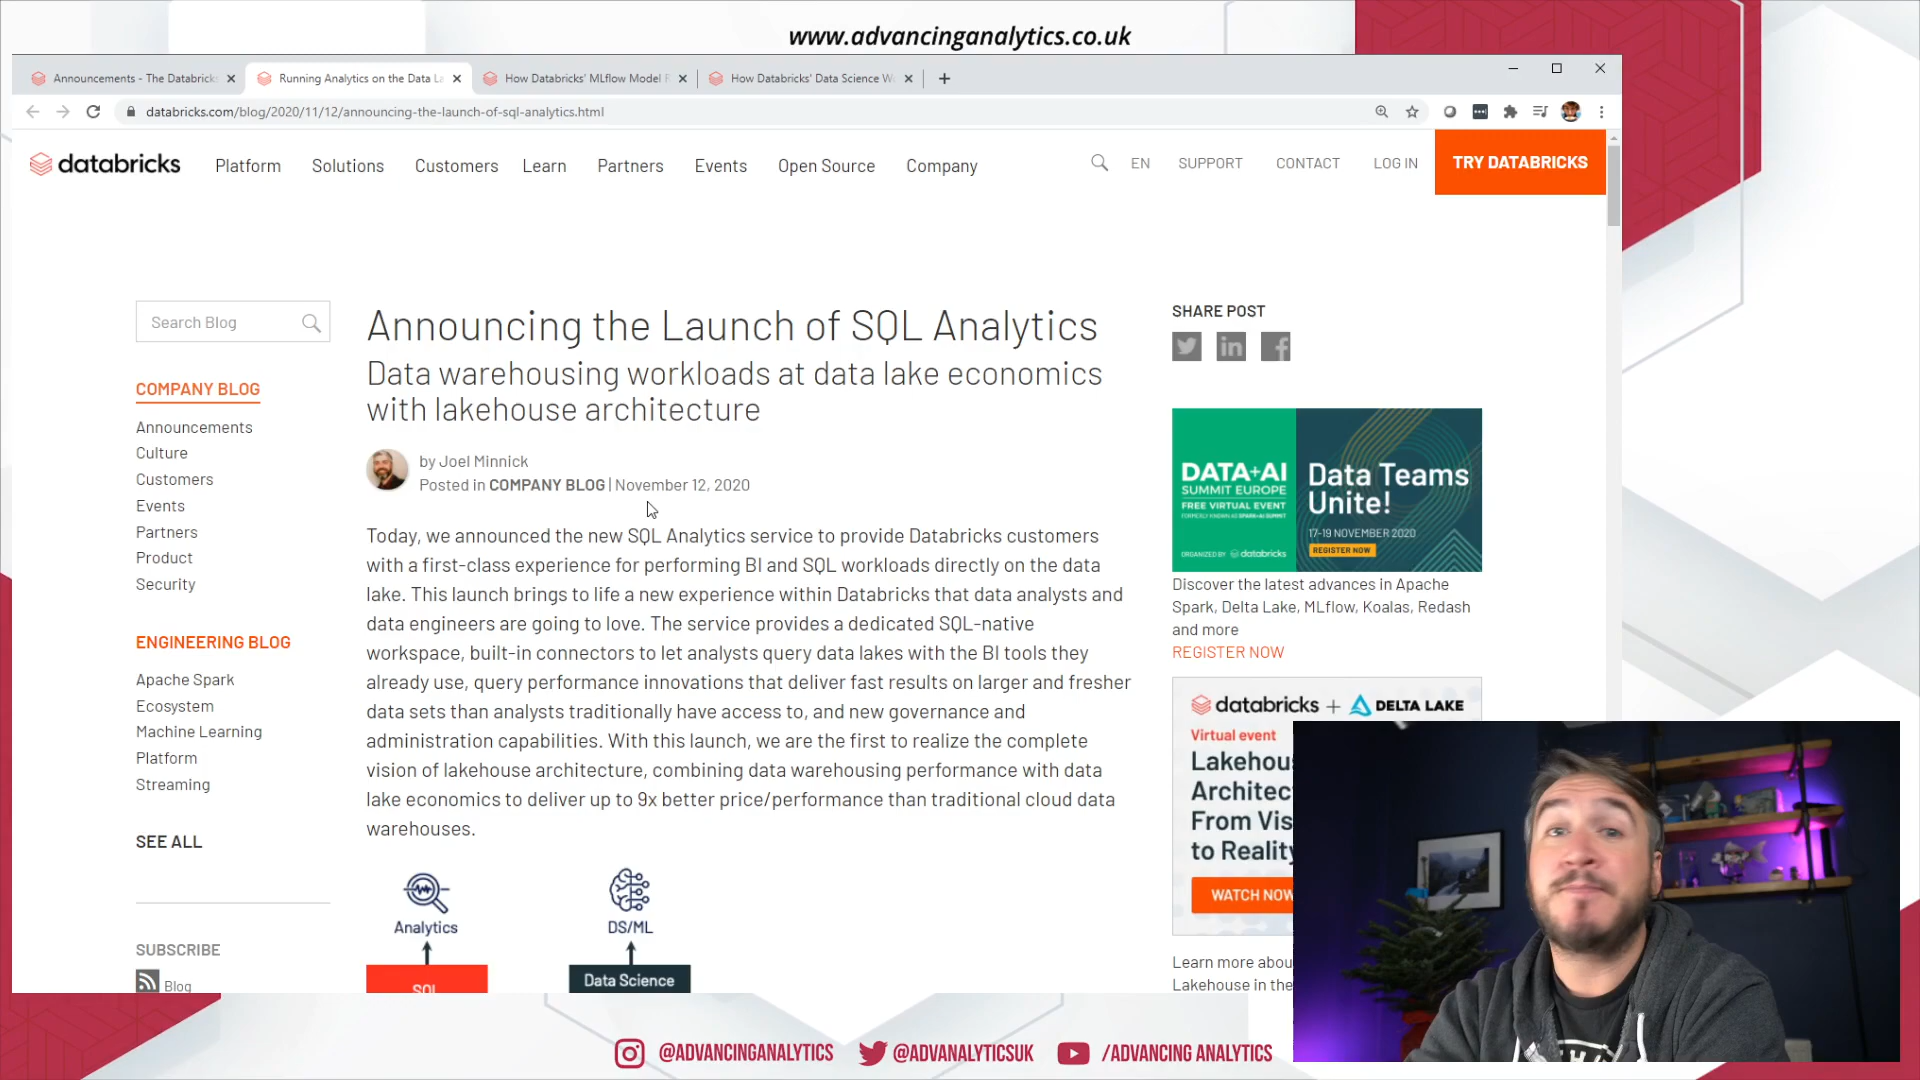 www.advancinganalytics.co.uk
Announcements - The Databricks
Running Analytics on the Data La
How Databricks' MLflow Model R
How Databricks' Data Science W
databricks.com/blog/2020/11/12/announcing-the-launch-of-sql-analytics.html
databricks
Platform
Solutions
Customers
Learn
Partners
Events
Open Source
Company
EN
SUPPORT
CONTACT
LOG IN
TRY DATABRICKS
Search Blog
COMPANY BLOG
Announcements
Culture
Customers
Events
Partners
Product
Security
ENGINEERING BLOG
Apache Spark
Ecosystem
Machine Learning
Platform
Streaming
SEE ALL
SUBSCRIBE
Blog
Announcing the Launch of SQL Analytics
Data warehousing workloads at data lake economics
with lakehouse architecture
by Joel Minnick
Posted in COMPANY BLOG | November 12, 2020
Today, we announced the new SQL Analytics service to provide Databricks customers
with a first-class experience for performing BI and SQL workloads directly on the data
lake. This launch brings to life a new experience within Databricks that data analysts and
data engineers are going to love. The service provides a dedicated SQL-native
workspace, built-in connectors to let analysts query data lakes with the BI tools they
already use, query performance innovations that deliver fast results on larger and fresher
data sets than analysts traditionally have access to, and new governance and
administration capabilities. With this launch, we are the first to realize the complete
vision of lakehouse architecture, combining data warehousing performance with data
lake economics to deliver up to 9x better price/performance than traditional cloud data
warehouses.
Analytics
DS/ML
SQL
Data Science
SHARE POST
DATA+AI
SUMMIT EUROPE
FREE VIRTUAL EVENT
FORMERLY KNOWN AS SPARK+AI SUMMIT
ORGANIZED BY databricks
Data Teams
Unite!
17-19 NOVEMBER 2020
REGISTER NOW
Discover the latest advances in Apache
Spark, Delta Lake, MLflow, Koalas, Redash
and more
REGISTER NOW
databricks + DELTA LAKE
Virtual event
Lakehou
Architec
From Vis
to Reality
WATCH NOW
Learn more abou
Lakehouse in the
@ADVANCINGANALYTICS
@ADVANALYTICSUK
/ADVANCING ANALYTICS